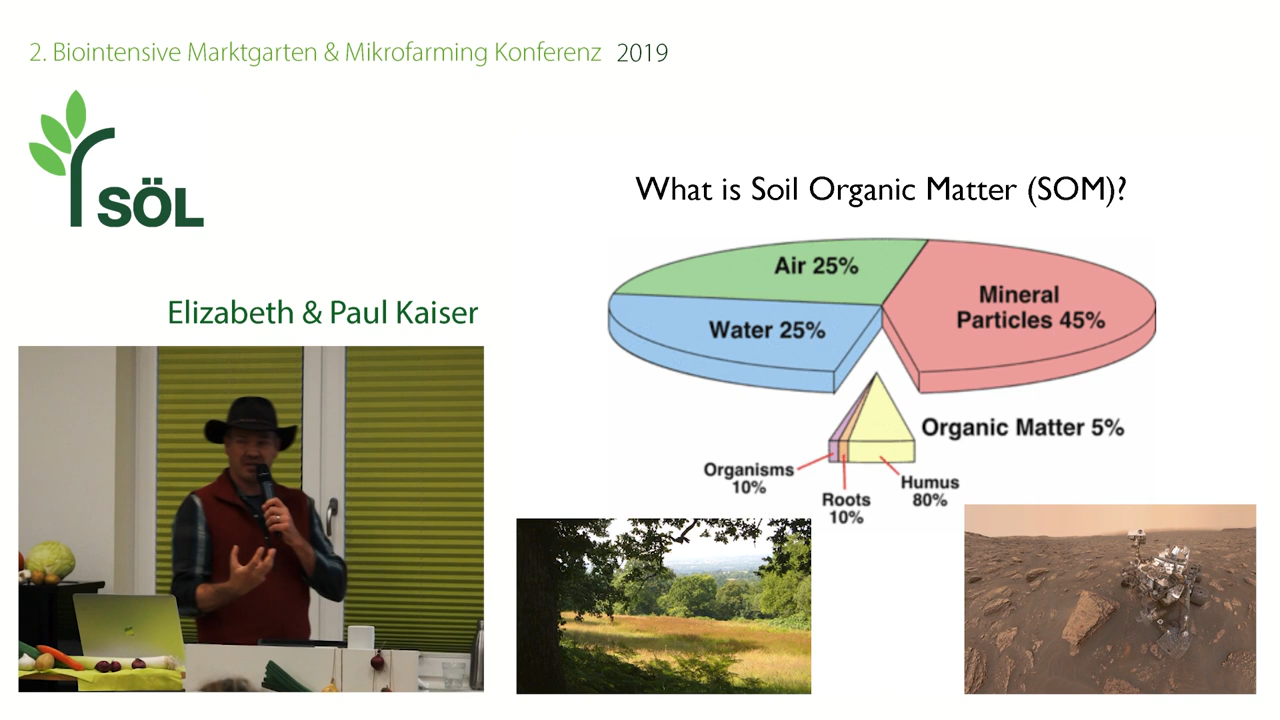 2. Biointensive Marktgarten & Mikrofarming Konferenz 2019
SÖL
Elizabeth & Paul Kaiser
What is Soil Organic Matter (SOM)?
Air 25%
Mineral
Particles 45%
Water 25%
Organic Matter 5%
Organisms
10%
Roots
10%
Humus
80%